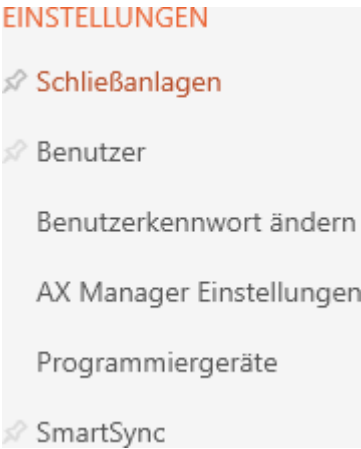 EINSTELLUNGEN
Schließanlagen
Benutzer
Benutzerkennwort ändern
AX Manager Einstellungen
Programmiergeräte
SmartSync